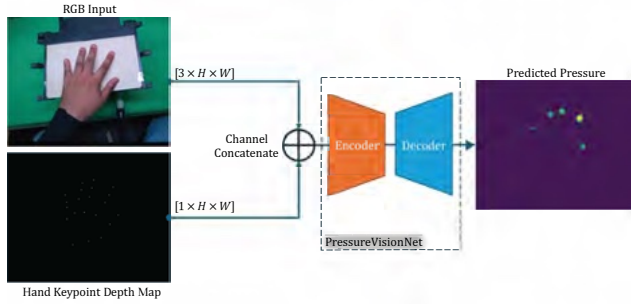 RGB Input
[3 × H × W]
Channel
Concatenate
Encoder
Decoder
Predicted Pressure
[1 × H × W]
PressureVisionNet
Hand Keypoint Depth Map